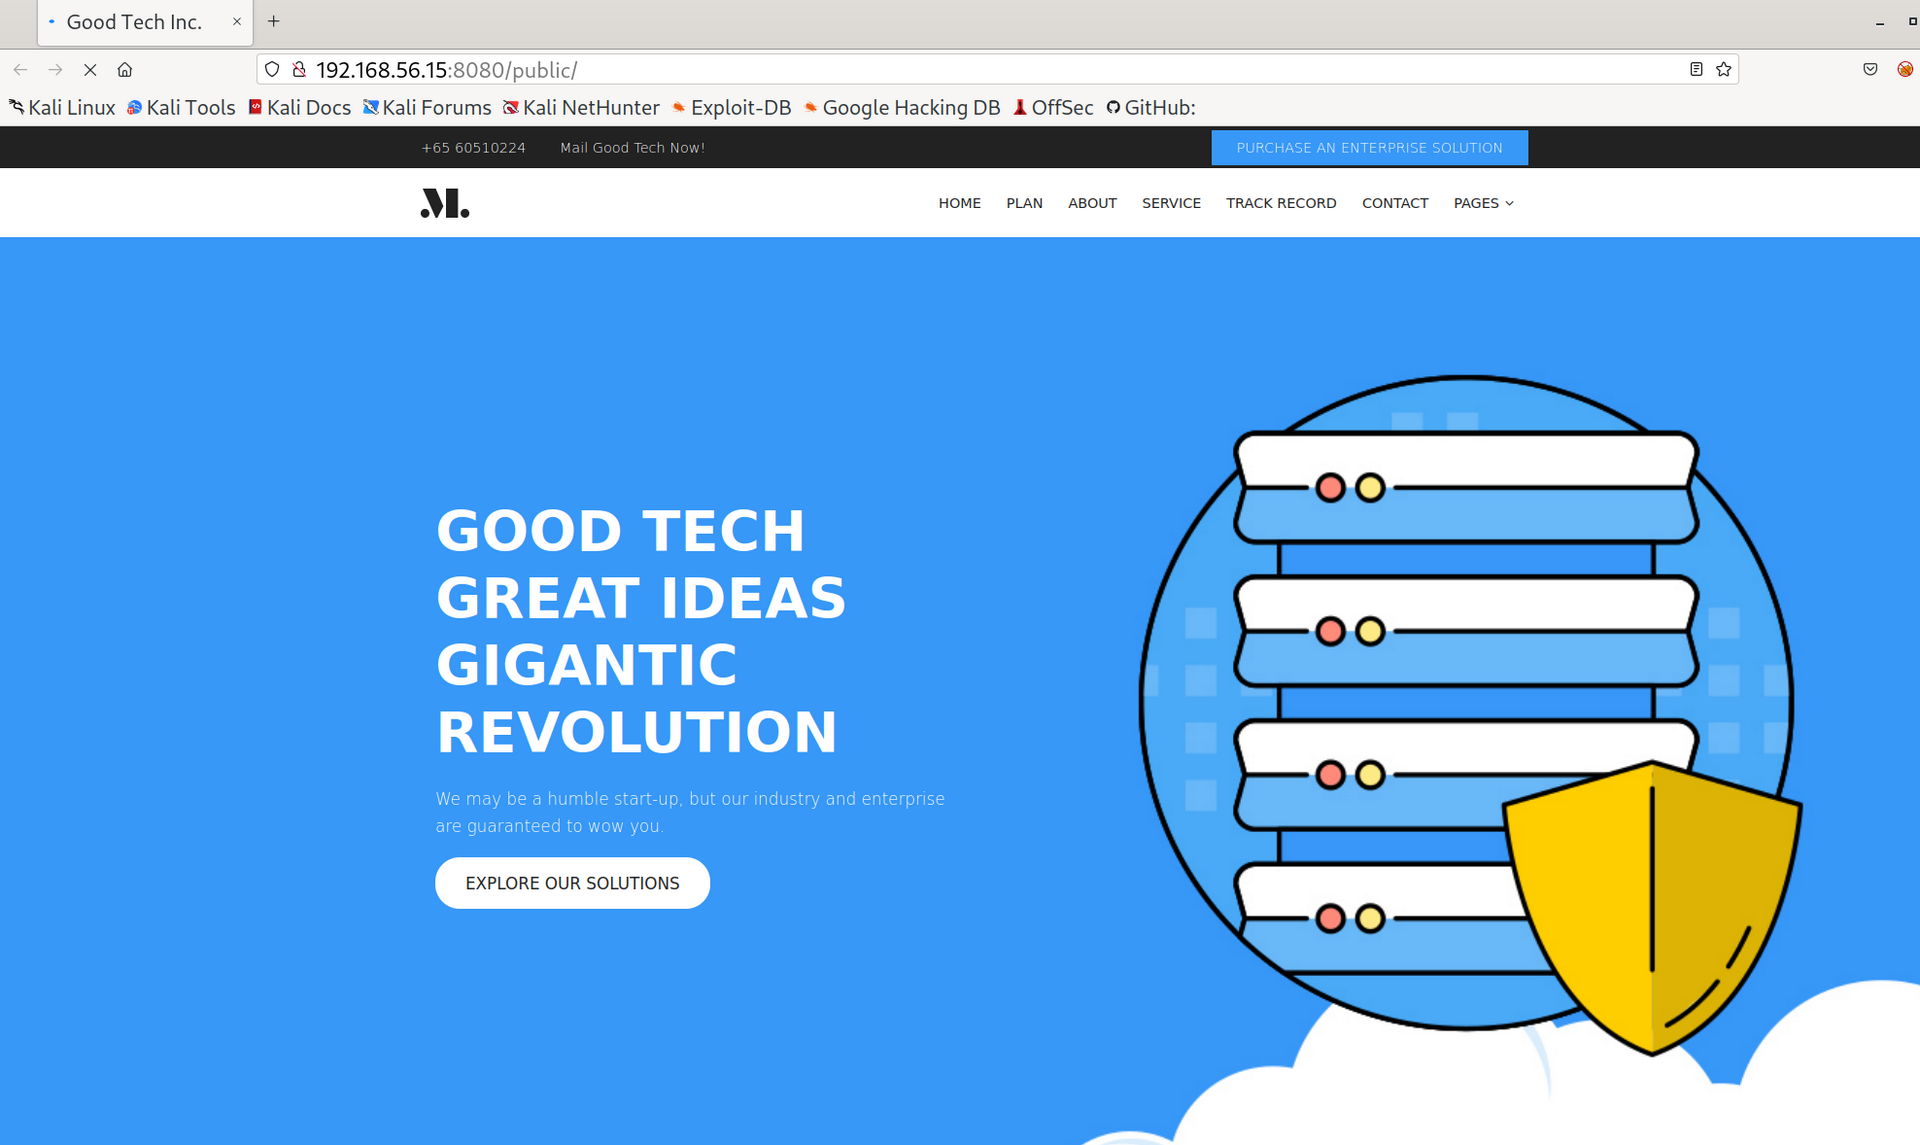 Good Tech Inc.
192.168.56.15:8080/public/
Kali Linux Kali Tools Kali Docs Kali Forums Kali NetHunter Exploit-DB Google Hacking DB OffSec GitHub:
+65 60510224 Mail Good Tech Now! PURCHASE AN ENTERPRISE SOLUTION
M.
HOME PLAN ABOUT SERVICE TRACK RECORD CONTACT PAGES
GOOD TECH
GREAT IDEAS
GIGANTIC
REVOLUTION
We may be a humble start-up, but our industry and enterprise
are guaranteed to wow you.
EXPLORE OUR SOLUTIONS